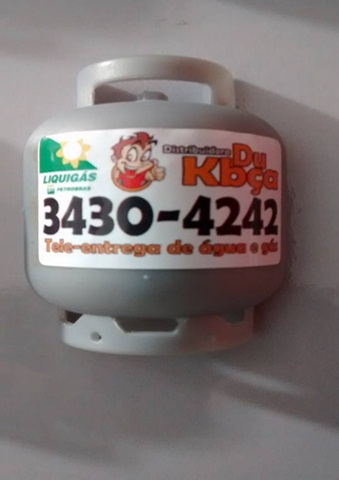 Distribuidora
Du
Kbça
LIQUIGÁS
PETROBRAS
3430-4242
Tele-entrega de água e gás